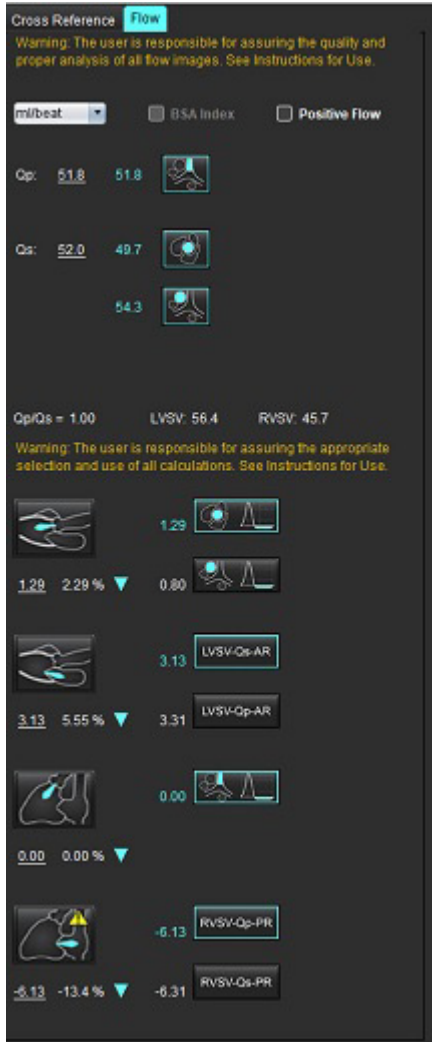 Cross Reference Flow
Warning: The user is responsible for assuring the quality and
proper analysis of all flow images. See Instructions for Use.
ml/beat BSA Index Positive Flow
Qp: 51.8 51.8
Qs: 52.0 49.7
54.3
Qp/Qs = 1.00 LVSV: 56.4 RVSV: 45.7
Warning: The user is responsible for assuring the appropriate
selection and use of all calculations. See Instructions for Use.
1.29
1.29 2.29 % 0.80
3.13 LVSV-Qs-AR
3.13 5.55 % 3.31 LVSV-Qp-AR
0.00
0.00 0.00 %
-6.13 RVSV-Qp-PR
-6.13 -13.4 % -6.31 RVSV-Qs-PR